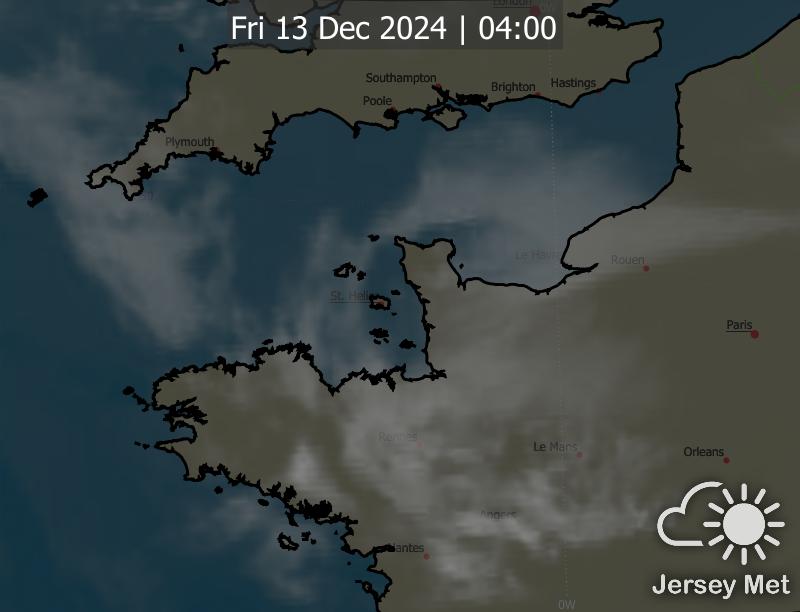 London
Fri 13 Dec 2024 | 04:00
Southampton
Brighton
Hastings
Poole
Plymouth
Le Havre
Rouen
St. Helier
Paris
Rennes
Le Mans
Orleans
Angers
Nantes
Jersey Met
0W